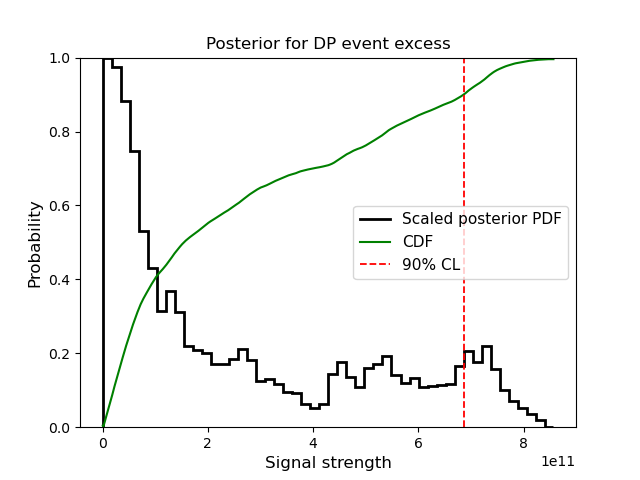 Posterior for DP event excess
Probability
1.0
0.8
0.6
0.4
0.2
0.0
Scaled posterior PDF
CDF
90% CL
0
2
4
6
8
1e11
Signal strength